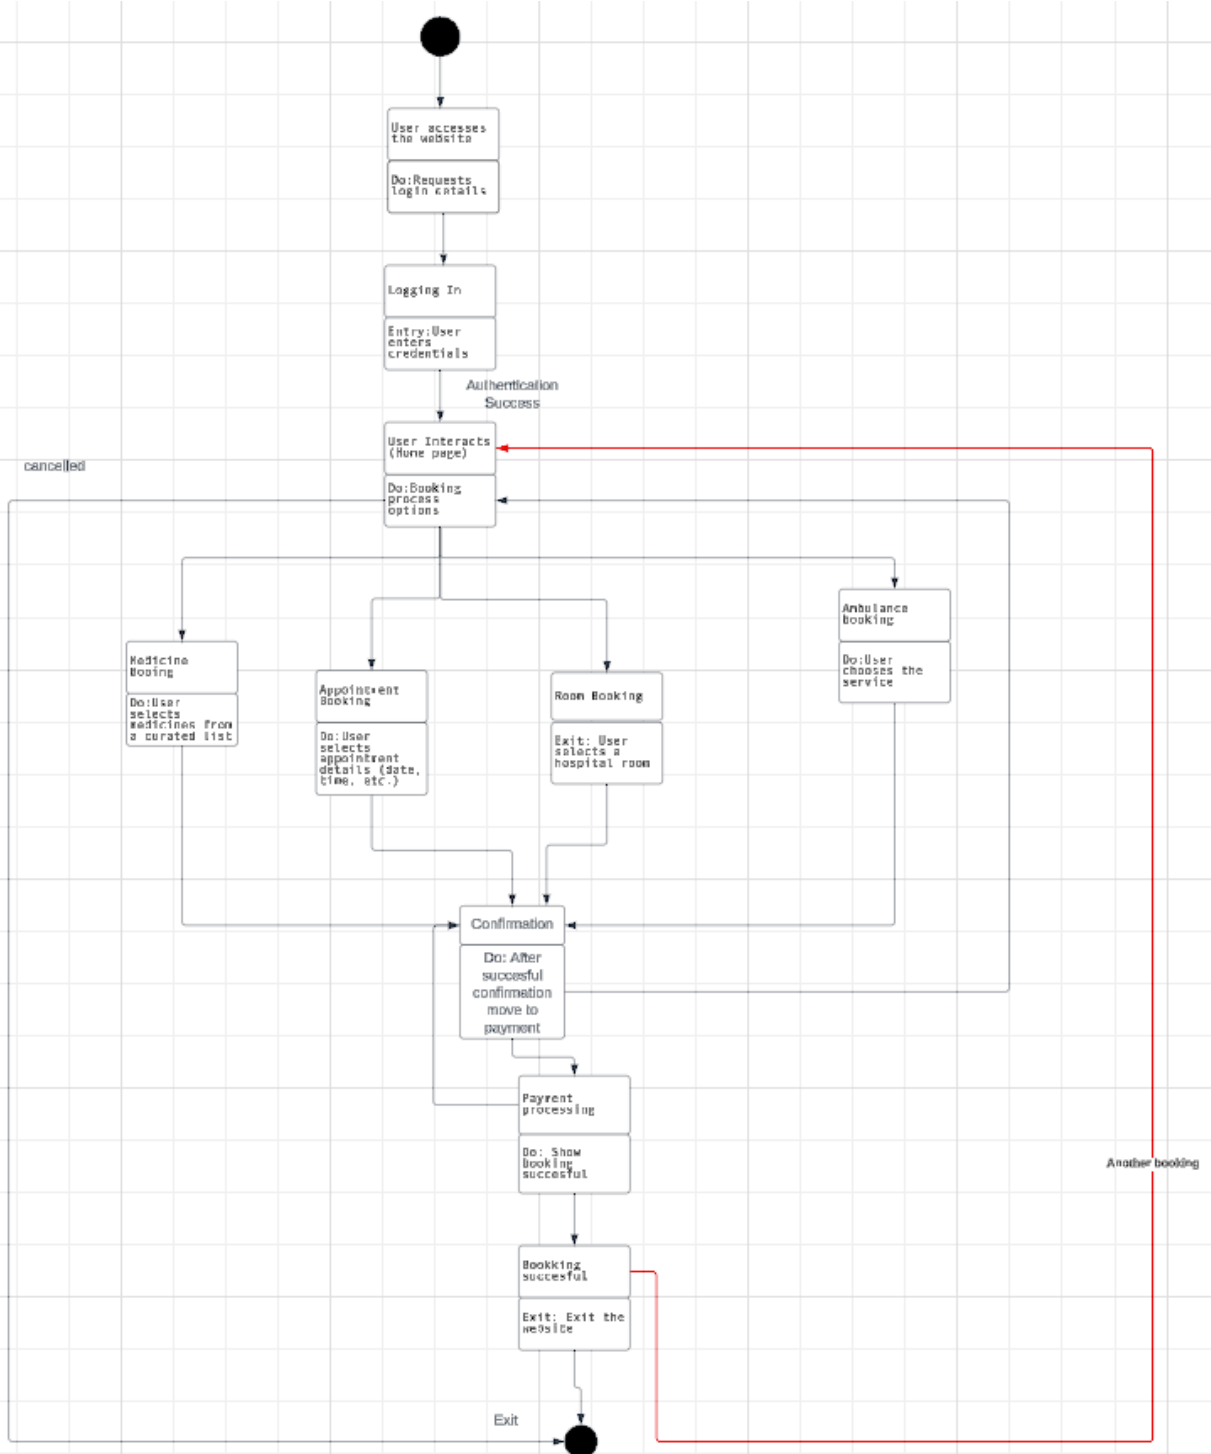 User accesses
the website
Do:Requests
login details
Logging In
Entry:User
enters
credentials
Authentication
Success
User Interacts
(Home page)
cancelled
Do:Booking
process
options
Ambulance
booking
Do:User
chooses the
service
Medicine
Booing
Do:User
selects
medicines from
a curated list
Appointment
Booking
Do:User
selects
appointment
details (date,
time, etc.)
Room Booking
Exit: User
selects a
hospital room
Confirmation
Do: After
succesful
confirmation
move to
payment
Payment
processing
Do: Show
booking
succesful
Another booking
Bookking
succesful
Exit: Exit the
website
Exit